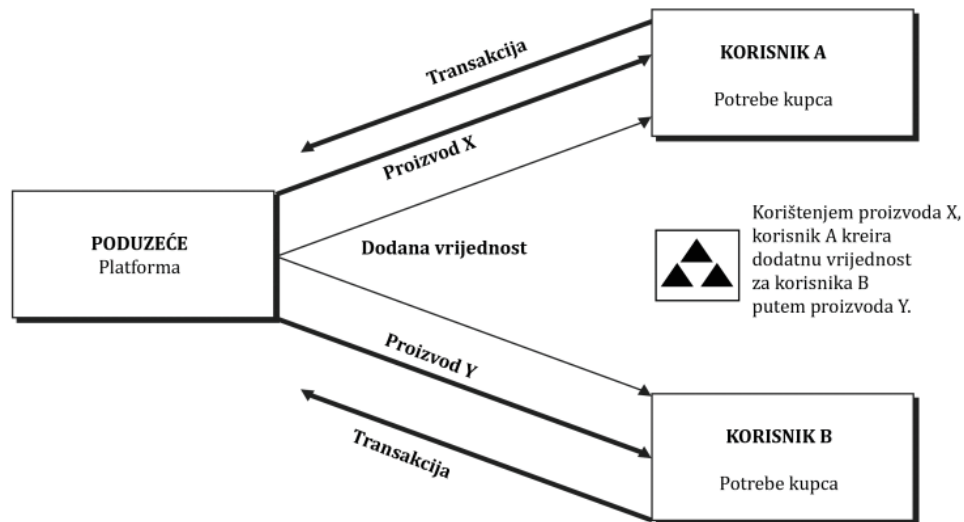 Transakcija
KORISNIK A
Potrebe kupca
Proizvod X
PODUZEĆE
Platforma
Dodana vrijednost
Korištenjem proizvoda X,
korisnik A kreira
dodatnu vrijednost
za korisnika B
putem proizvoda Y.
Proizvod Y
Transakcija
KORISNIK B
Potrebe kupca